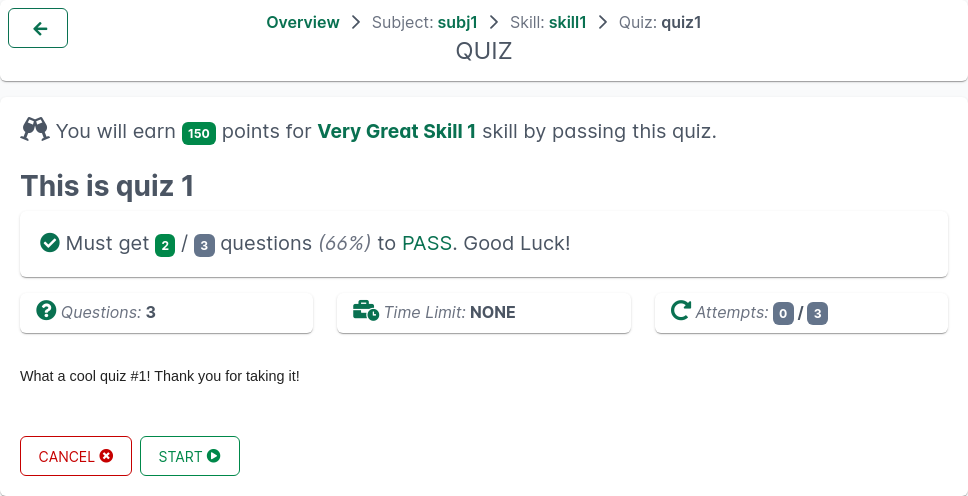 Overview > Subject: subj1 > Skill: skill1 > Quiz: quiz1
QUIZ
You will earn 150 points for Very Great Skill 1 skill by passing this quiz.
This is quiz 1
Must get 2 / 3 questions (66%) to PASS. Good Luck!
Questions: 3
Time Limit: NONE
Attempts: 0 / 3
What a cool quiz #1! Thank you for taking it!
CANCEL
START